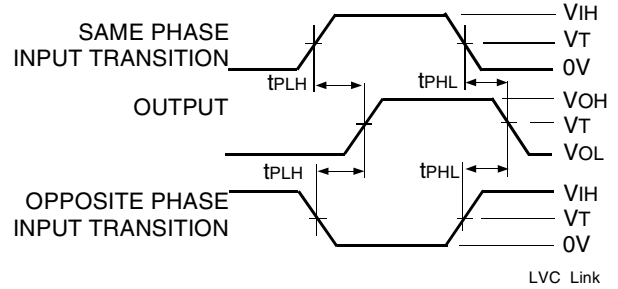 SAME PHASE
INPUT TRANSITION
VIH
VT
0V
tPLH
tPHL
OUTPUT
VOH
VT
VOL
tPLH
tPHL
OPPOSITE PHASE
INPUT TRANSITION
VIH
VT
0V
LVC Link